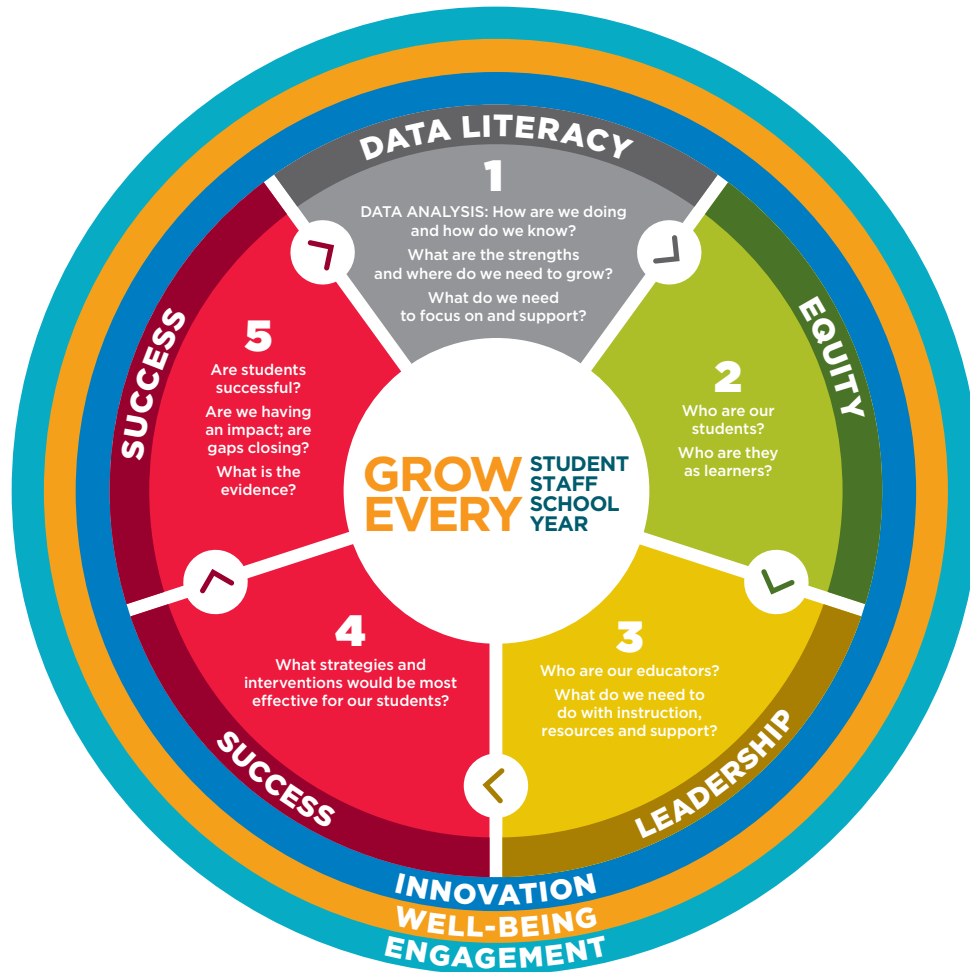 DATA LITERACY
1
DATA ANALYSIS: How are we doing
and how do we know?
What are the strengths
and where do we need to grow?
What do we need
to focus on and support?
EQUITY
2
Who are our
students?
Who are they
as learners?
LEADERSHIP
3
Who are our educators?
What do we need to
do with instruction,
resources and support?
SUCCESS
4
What strategies and
interventions would be most
effective for our students?
SUCCESS
5
Are students
successful?
Are we having
an impact; are
gaps closing?
What is the
evidence?
GROW
EVERY
STUDENT
STAFF
SCHOOL
YEAR
INNOVATION
WELL-BEING
ENGAGEMENT